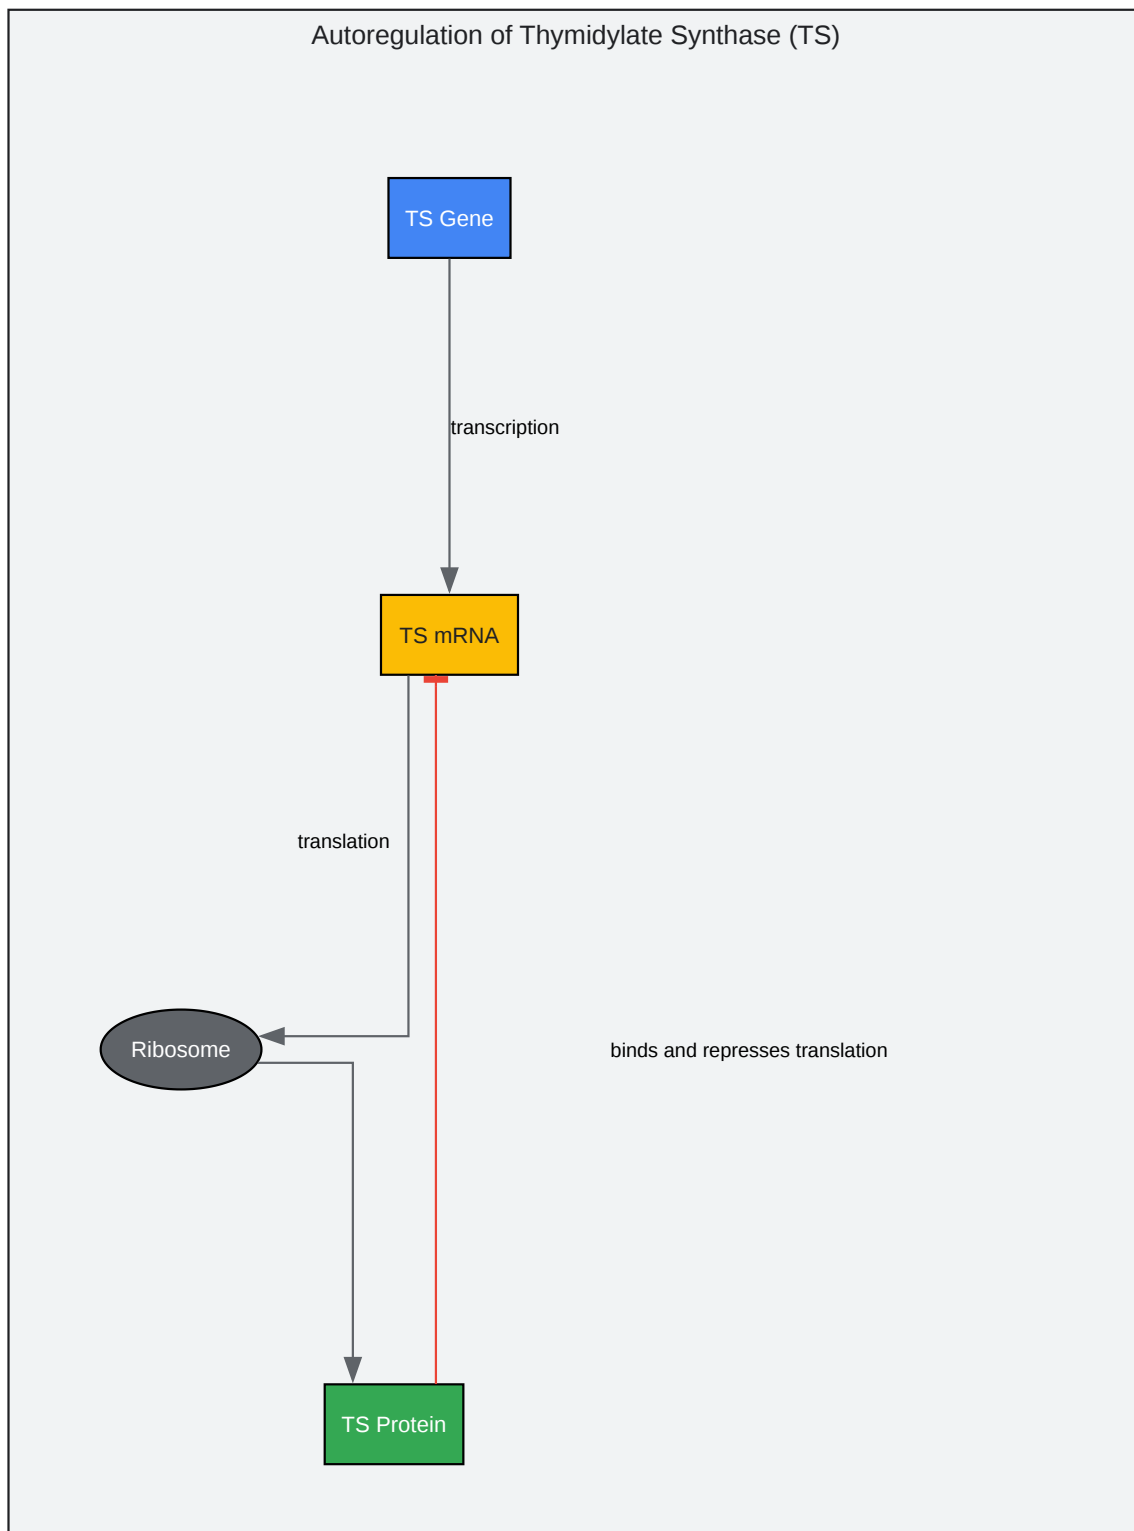 Autoregulation of Thymidylate Synthase (TS)
TS Gene
transcription
TS mRNA
translation
Ribosome
binds and represses translation
TS Protein